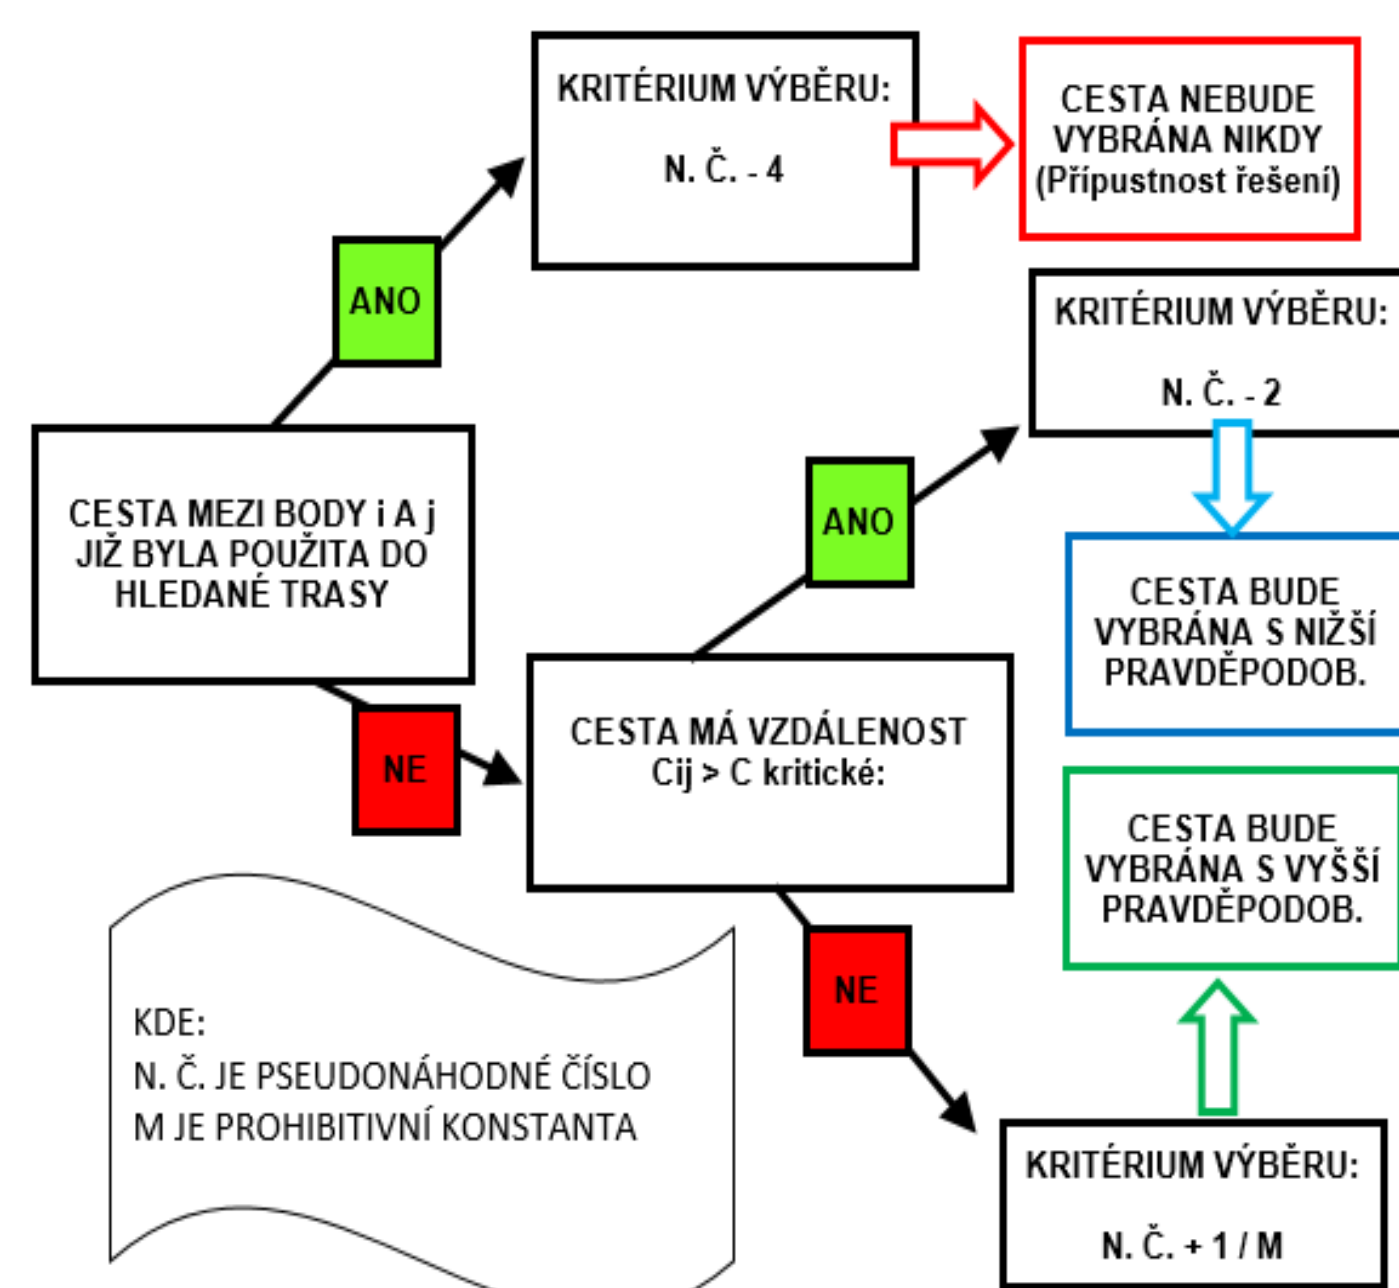 KRITÉRIUM VÝBĚRU:
N. Č. - 4
CESTA NEBUDE
VYBRÁNA NIKDY
(Přípustnost řešení)
ANO
KRITÉRIUM VÝBĚRU:
N. Č. - 2
CESTA MEZI BODY i A j
JIŽ BYLA POUŽITA DO
HLEDANÉ TRASY
ANO
CESTA BUDE
VYBRÁNA S NIŽŠÍ
PRAVDĚPODOB.
NE
CESTA MÁ VZDÁLENOST
Cij > C kritické:
CESTA BUDE
VYBRÁNA S VYŠŠÍ
PRAVDĚPODOB.
NE
KDE:
N. Č. JE PSEUDONÁHODNÉ ČÍSLO
M JE PROHIBITIVNÍ KONSTANTA
KRITÉRIUM VÝBĚRU:
N. Č. + 1 / M